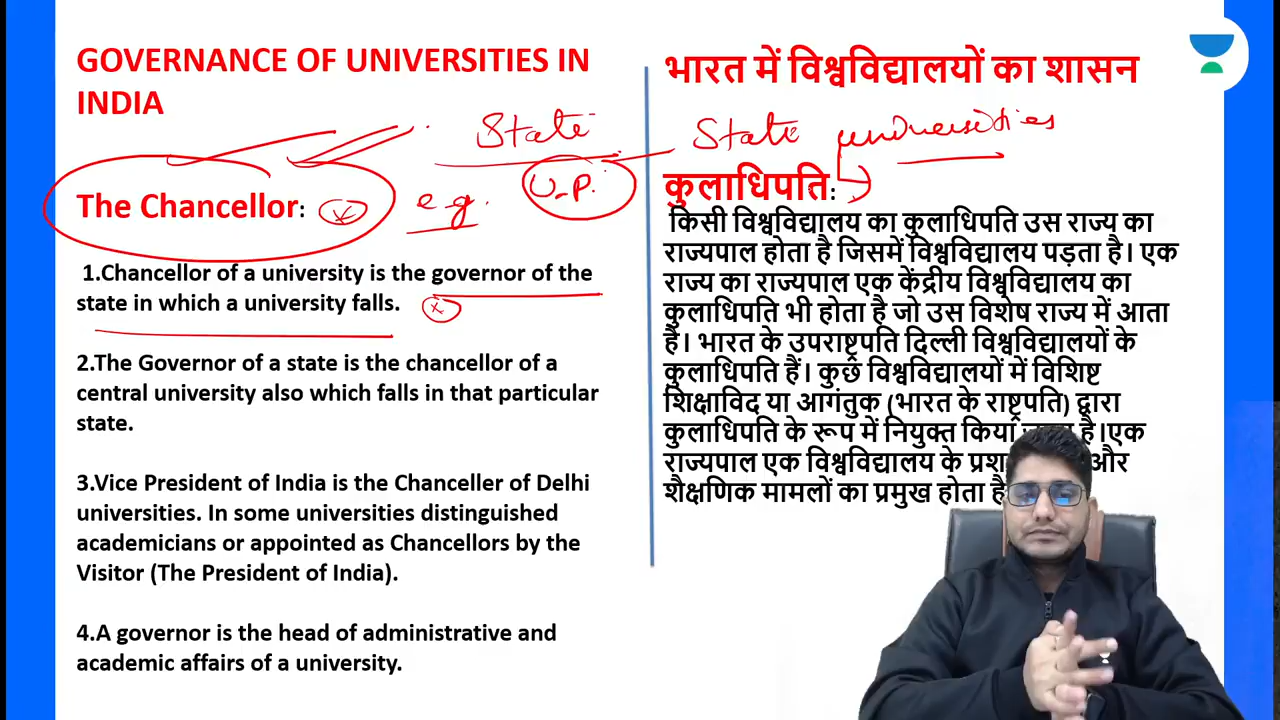 GOVERNANCE OF UNIVERSITIES IN
INDIA
State
The Chancellor:
e.g.
U.P.
1.Chancellor of a university is the governor of the
state in which a university falls.
2.The Governor of a state is the chancellor of a
central university also which falls in that particular
state.
3.Vice President of India is the Chanceller of Delhi
universities. In some universities distinguished
academicians or appointed as Chancellors by the
Visitor (The President of India).
4.A governor is the head of administrative and
academic affairs of a university.
भारत में विश्वविद्यालयों का शासन
State universities
कुलाधिपति:
किसी विश्वविद्यालय का कुलाधिपति उस राज्य का
राज्यपाल होता है जिसमें विश्वविद्यालय पड़ता है। एक
राज्य का राज्यपाल एक केंद्रीय विश्वविद्यालय का
कुलाधिपति भी होता है जो उस विशेष राज्य में आता
है। भारत के उपराष्ट्रपति दिल्ली विश्वविद्यालयों के
कुलाधिपति हैं। कुछ विश्वविद्यालयों में विशिष्ट
शिक्षाविद या आगंतुक (भारत के राष्ट्रपति) द्वारा
कुलाधिपति के रूप में नियुक्त किया है।एक
राज्यपाल एक विश्वविद्यालय के और
शैक्षणिक मामलों का प्रमुख होता है